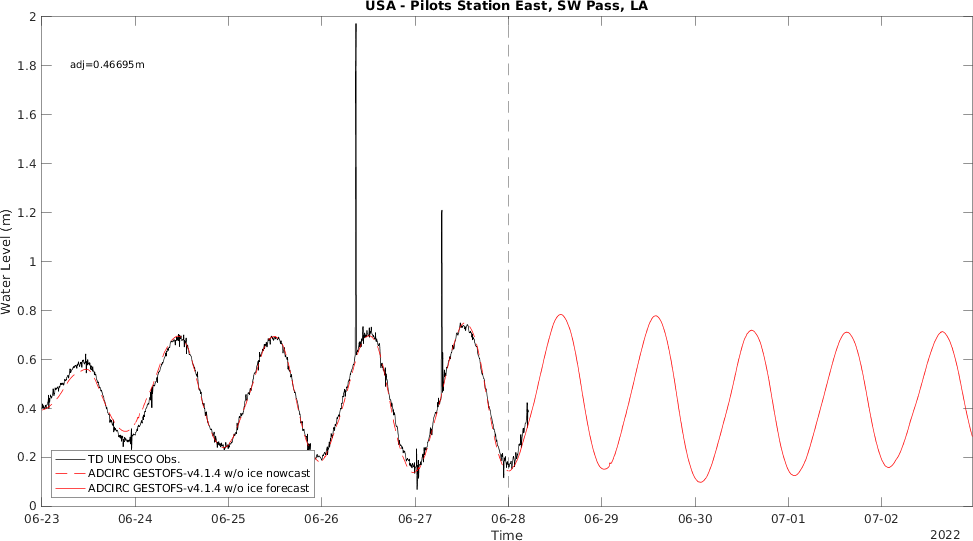 USA - Pilots Station East, SW Pass, LA
2
1.8
1.6
1.4
1.2
1
0.8
0.6
0.4
0.2
0
Water Level (m)
adj=0.46695m
TD UNESCO Obs.
ADCIRC GESTOFS-v4.1.4 w/o ice nowcast
ADCIRC GESTOFS-v4.1.4 w/o ice forecast
06-23 06-24 06-25 06-26 06-27 06-28 06-29 06-30 07-01 07-02
Time
2022